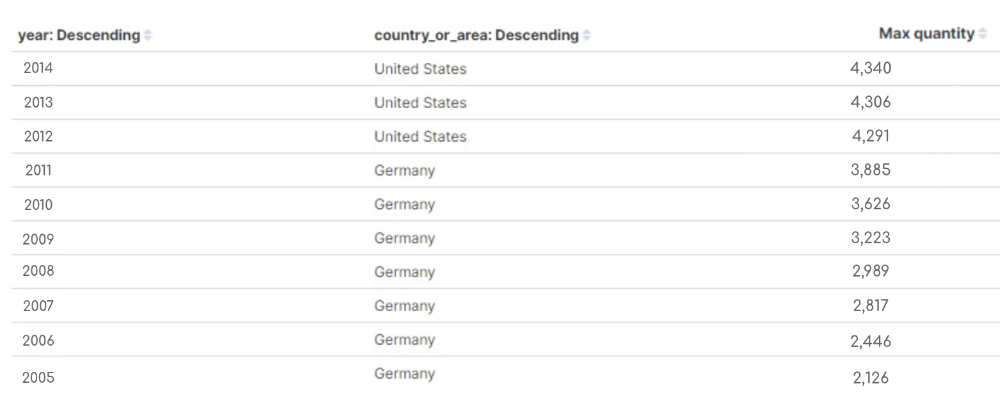 year: Descending country_or_area: Descending Max quantity
2014 United States 4,340
2013 United States 4,306
2012 United States 4,291
2011 Germany 3,885
2010 Germany 3,626
2009 Germany 3,223
2008 Germany 2,989
2007 Germany 2,817
2006 Germany 2,446
2005 Germany 2,126